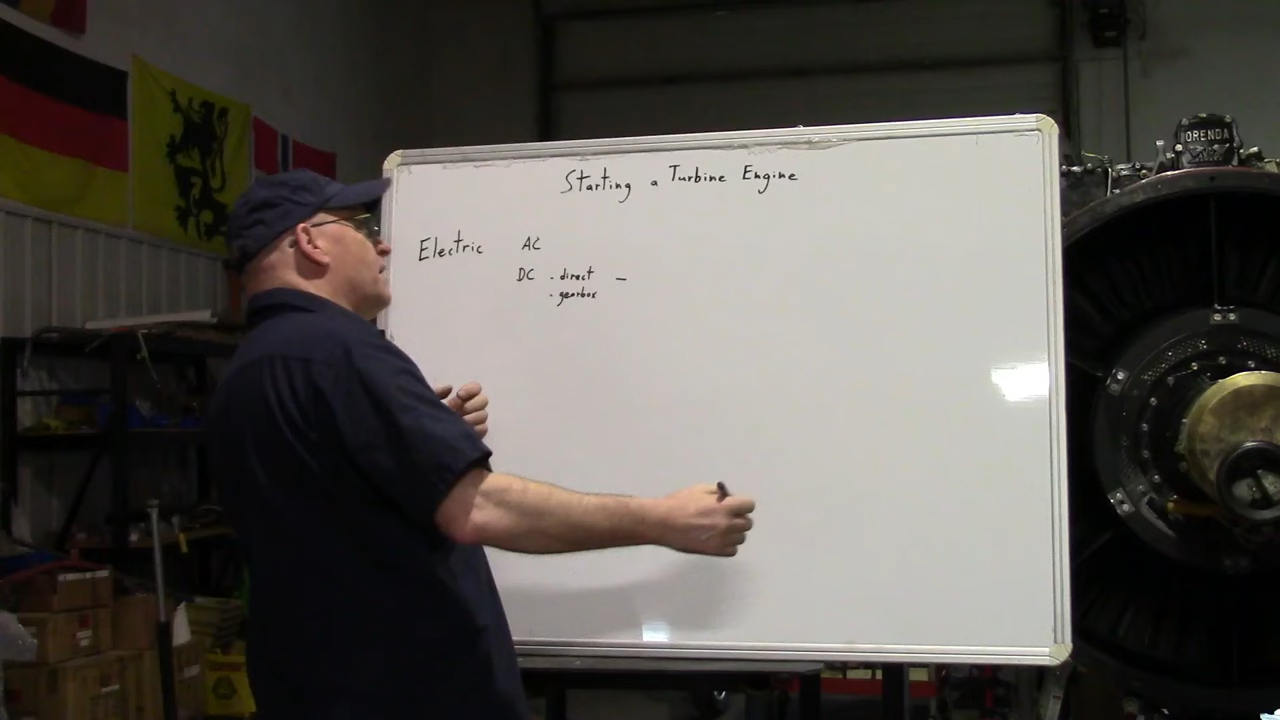 Starting a Turbine Engine
Electric AC
DC - direct -
- gearbox
ORENDA